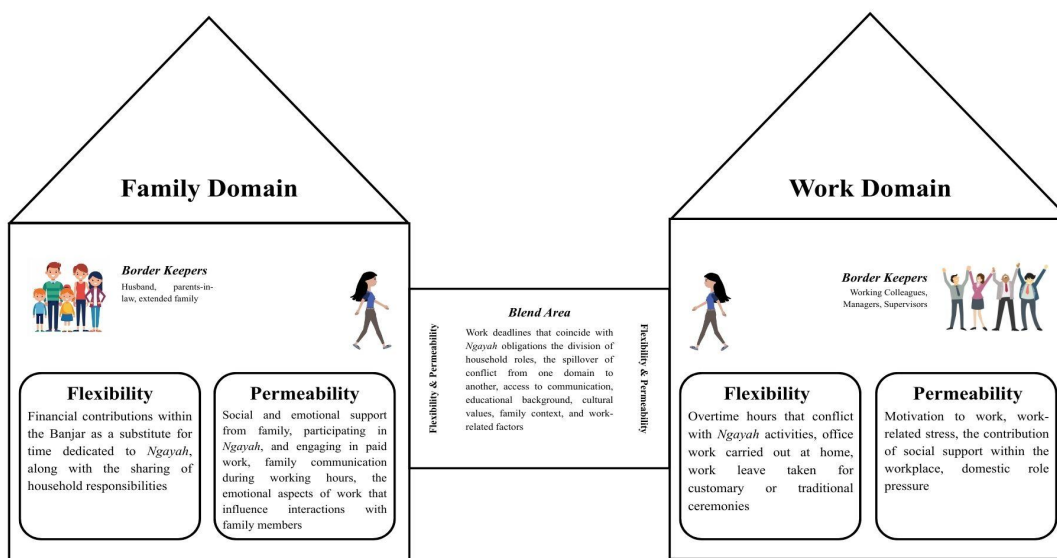 Family Domain
Border Keepers
Husband, parents-in-
law, extended family
Flexibility
Financial contributions within
the Banjar as a substitute for
time dedicated to Ngayah,
along with the sharing of
household responsibilities
Permeability
Social and emotional support
from family, participating in
Ngayah, and engaging in paid
work, family communication
during working hours, the
emotional aspects of work that
influence interactions with
family members
Flexibility & Permeability
Blend Area
Work deadlines that coincide with
Ngayah obligations the division of
household roles, the spillover of
conflict from one domain to
another, access to communication,
educational background, cultural
values, family context, and work-
related factors
Flexibility & Permeability
Work Domain
Border Keepers
Working Colleagues,
Managers, Supervisors
Flexibility
Overtime hours that conflict
with Ngayah activities, office
work carried out at home,
work leave taken for
customary or traditional
ceremonies
Permeability
Motivation to work, work-
related stress, the contribution
of social support within the
workplace, domestic role
pressure